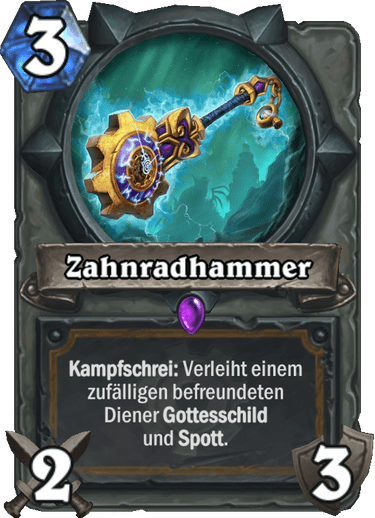 3
Zahnradhammer
Kampfschrei: Verleiht einem
zufälligen befreundeten
Diener Gottesschild
und Spott.
2
3